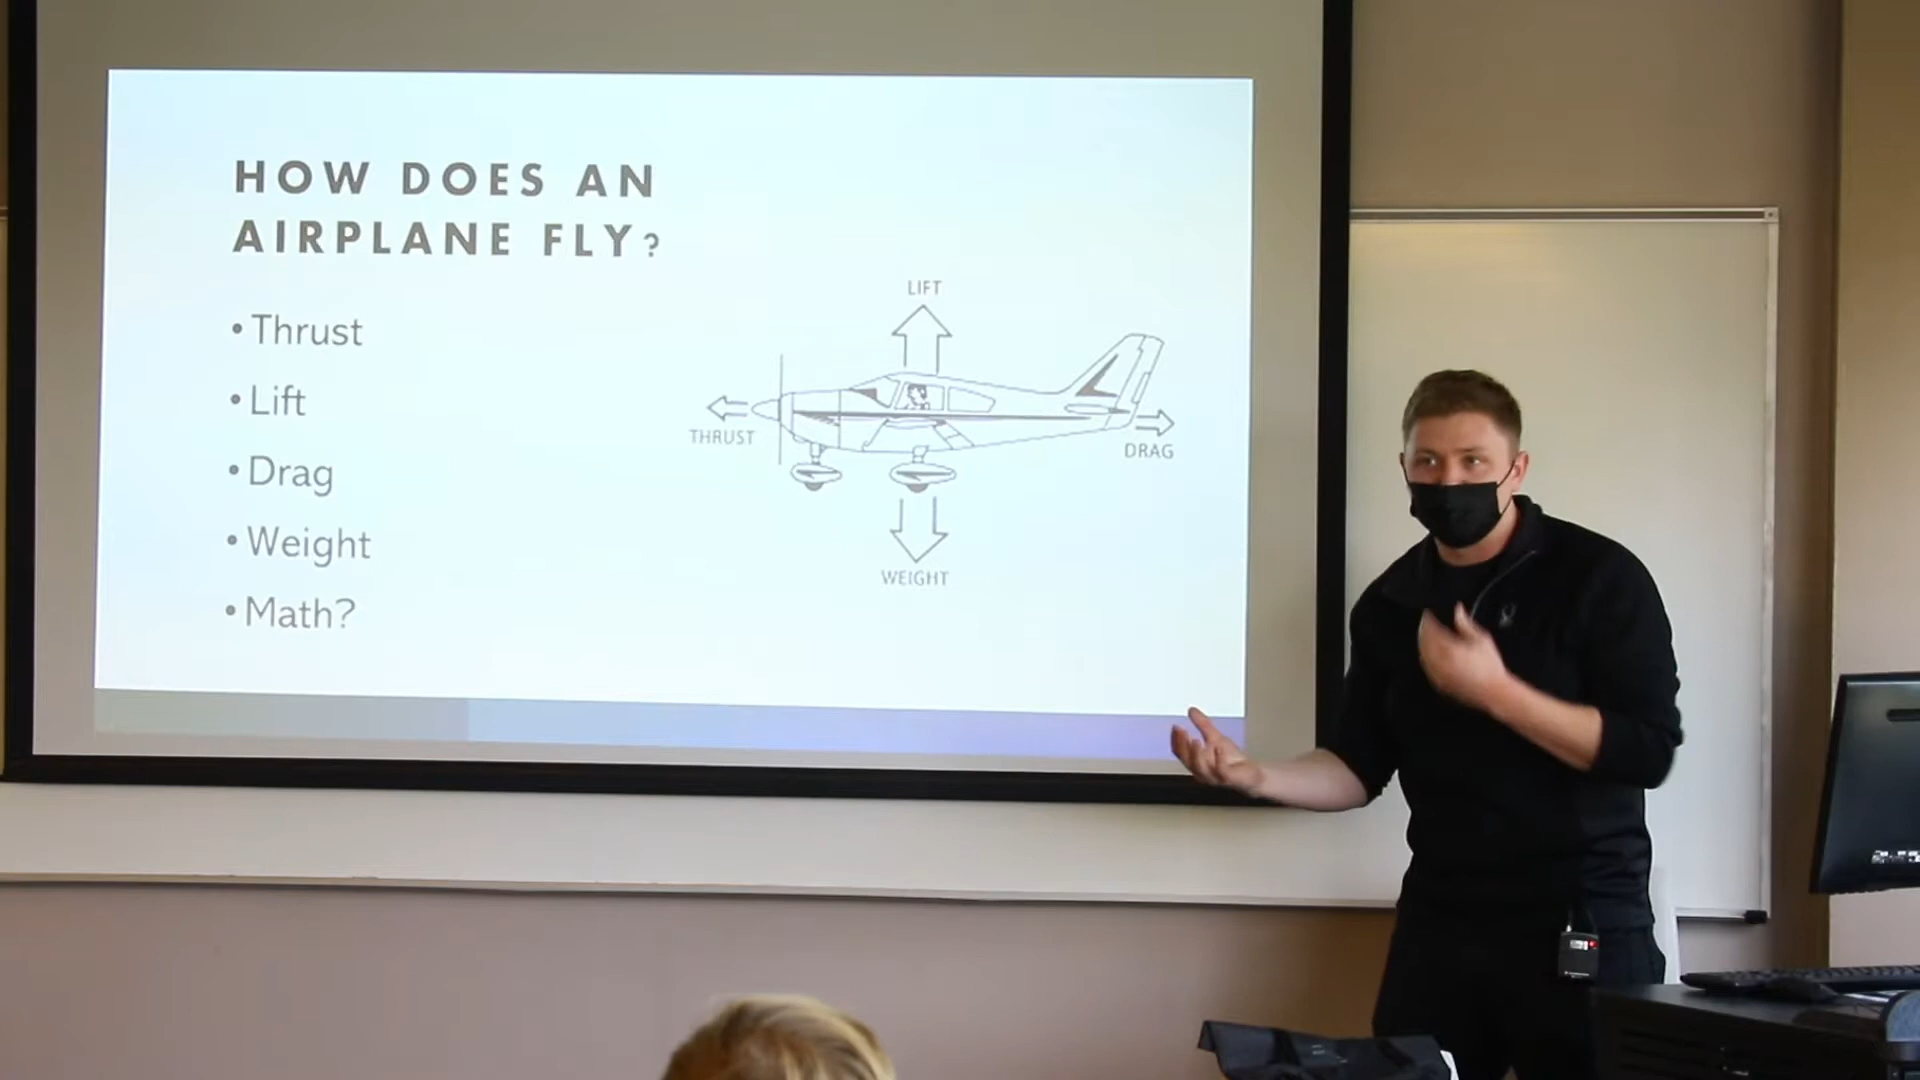 HOW DOES AN
AIRPLANE FLY?
• Thrust
• Lift
• Drag
• Weight
• Math?
LIFT
THRUST
DRAG
WEIGHT